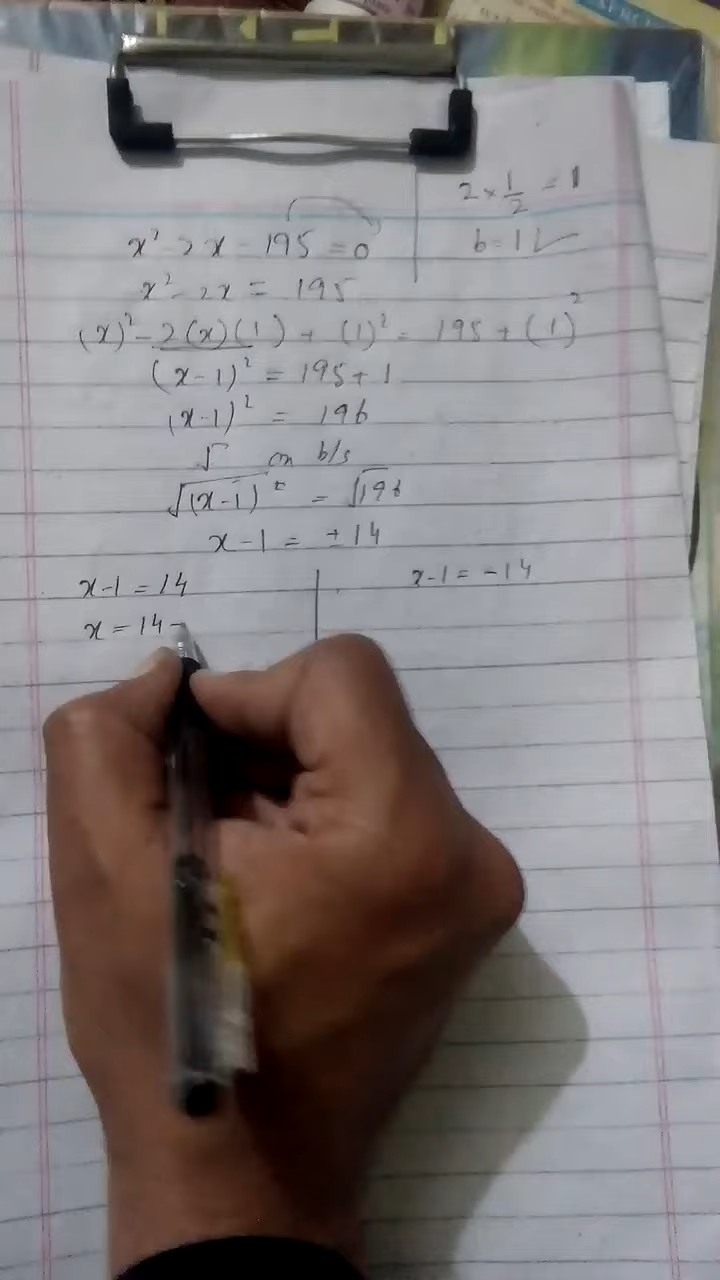 2 × 1/2 = 1
b = 1 ✓
x² - 2x - 195 = 0
x² - 2x = 195
(x)² - 2(x)(1) + (1)² = 195 + (1)²
(x-1)² = 195 + 1
(x-1)² = 196
√ on b/s
√(x-1)² = √196
x - 1 = ± 14
x - 1 = 14
x - 1 = -14
x = 14 -